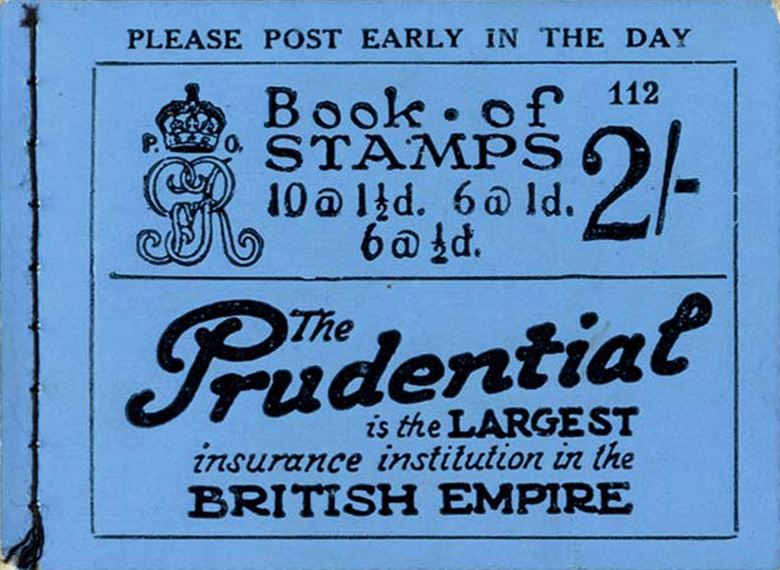 PLEASE POST EARLY IN THE DAY
112
P. O.
GR
Book · of
STAMPS
2/-
10 @ 1½d. 6 @ 1d.
6 @ ½d.
The
Prudential
is the LARGEST
insurance institution in the
BRITISH EMPIRE